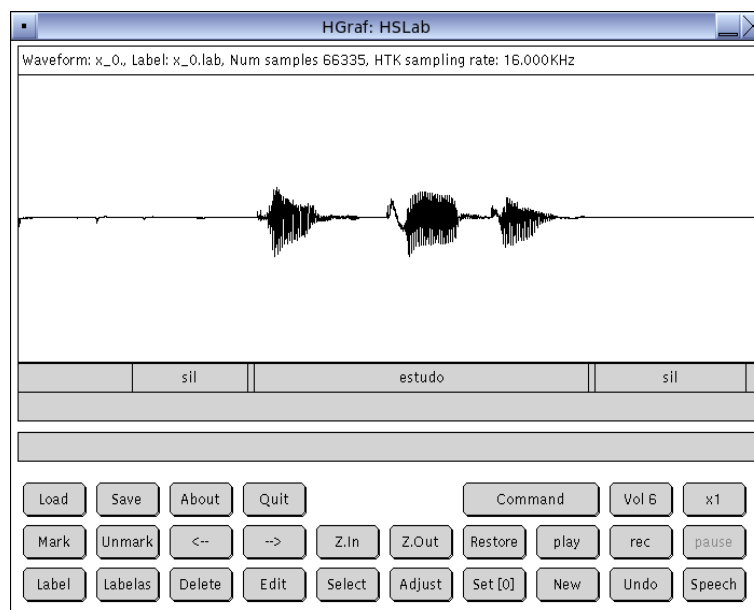 HGraf: HSLab
Waveform: x_0., Label: x_0.lab, Num samples 66335, HTK sampling rate: 16.000KHz
sil estudo sil
Load Save About Quit Command Vol 6 x1
Mark Unmark <-- --> Z.In Z.Out Restore play rec pause
Label Labelas Delete Edit Select Adjust Set [0] New Undo Speech